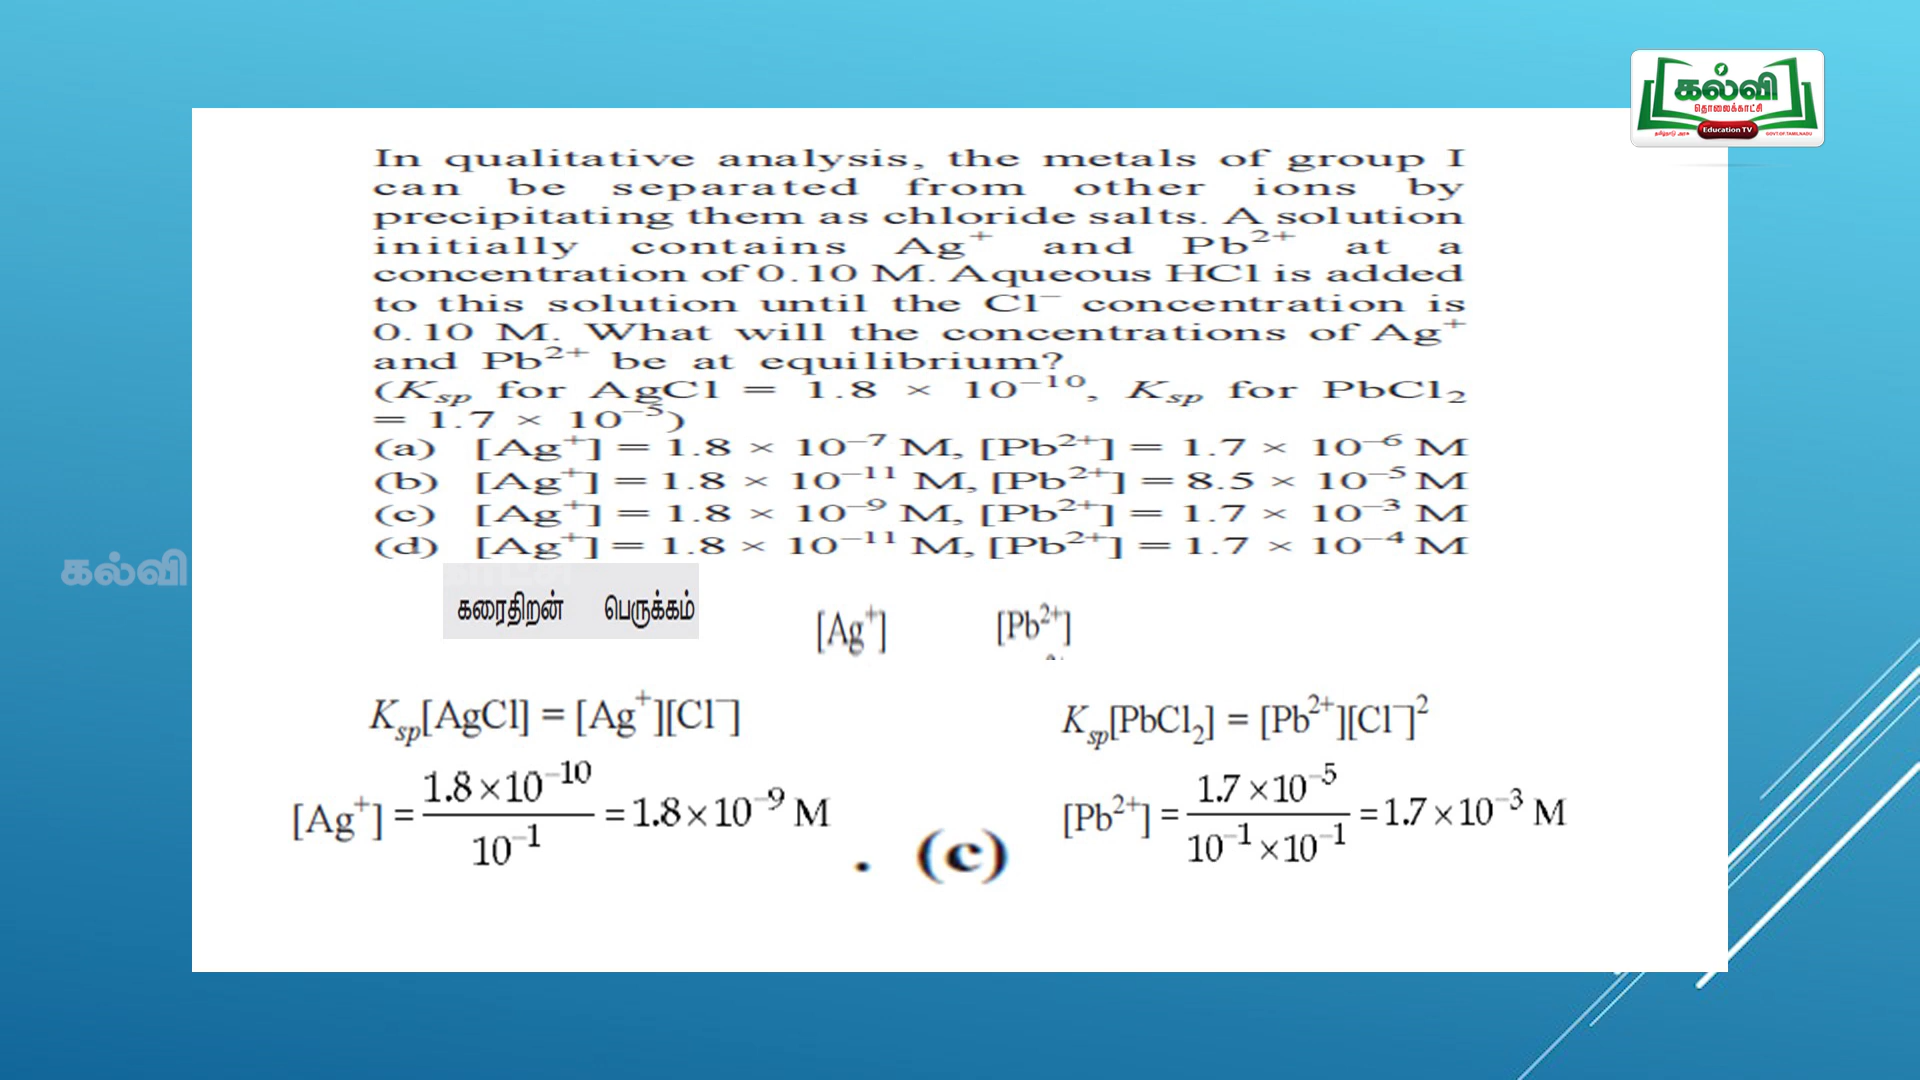 கல்வி
தொலைக்காட்சி
தமிழ்நாடு அரசு Education TV GOVT.OF.TAMILNADU
In qualitative analysis, the metals of group I
can be separated from other ions by
precipitating them as chloride salts. A solution
initially contains Ag⁺ and Pb²⁺ at a
concentration of 0.10 M. Aqueous HCl is added
to this solution until the Cl⁻ concentration is
0.10 M. What will the concentrations of Ag⁺
and Pb²⁺ be at equilibrium?
(Kₛₚ for AgCl = 1.8 × 10⁻¹⁰, Kₛₚ for PbCl₂
= 1.7 × 10⁻⁵)
(a) [Ag⁺] = 1.8 × 10⁻⁷ M, [Pb²⁺] = 1.7 × 10⁻⁶ M
(b) [Ag⁺] = 1.8 × 10⁻¹¹ M, [Pb²⁺] = 8.5 × 10⁻⁵ M
(c) [Ag⁺] = 1.8 × 10⁻⁹ M, [Pb²⁺] = 1.7 × 10⁻³ M
(d) [Ag⁺] = 1.8 × 10⁻¹¹ M, [Pb²⁺] = 1.7 × 10⁻⁴ M
கல்வி
கரைதிறன் பெருக்கம் [Ag⁺] [Pb²⁺]
Kₛₚ[AgCl] = [Ag⁺][Cl⁻] Kₛₚ[PbCl₂] = [Pb²⁺][Cl⁻]²
[Ag⁺] = 1.8×10⁻¹⁰ / 10⁻¹ = 1.8×10⁻⁹ M [Pb²⁺] = 1.7×10⁻⁵ / 10⁻¹×10⁻¹ = 1.7×10⁻³ M
. (c)